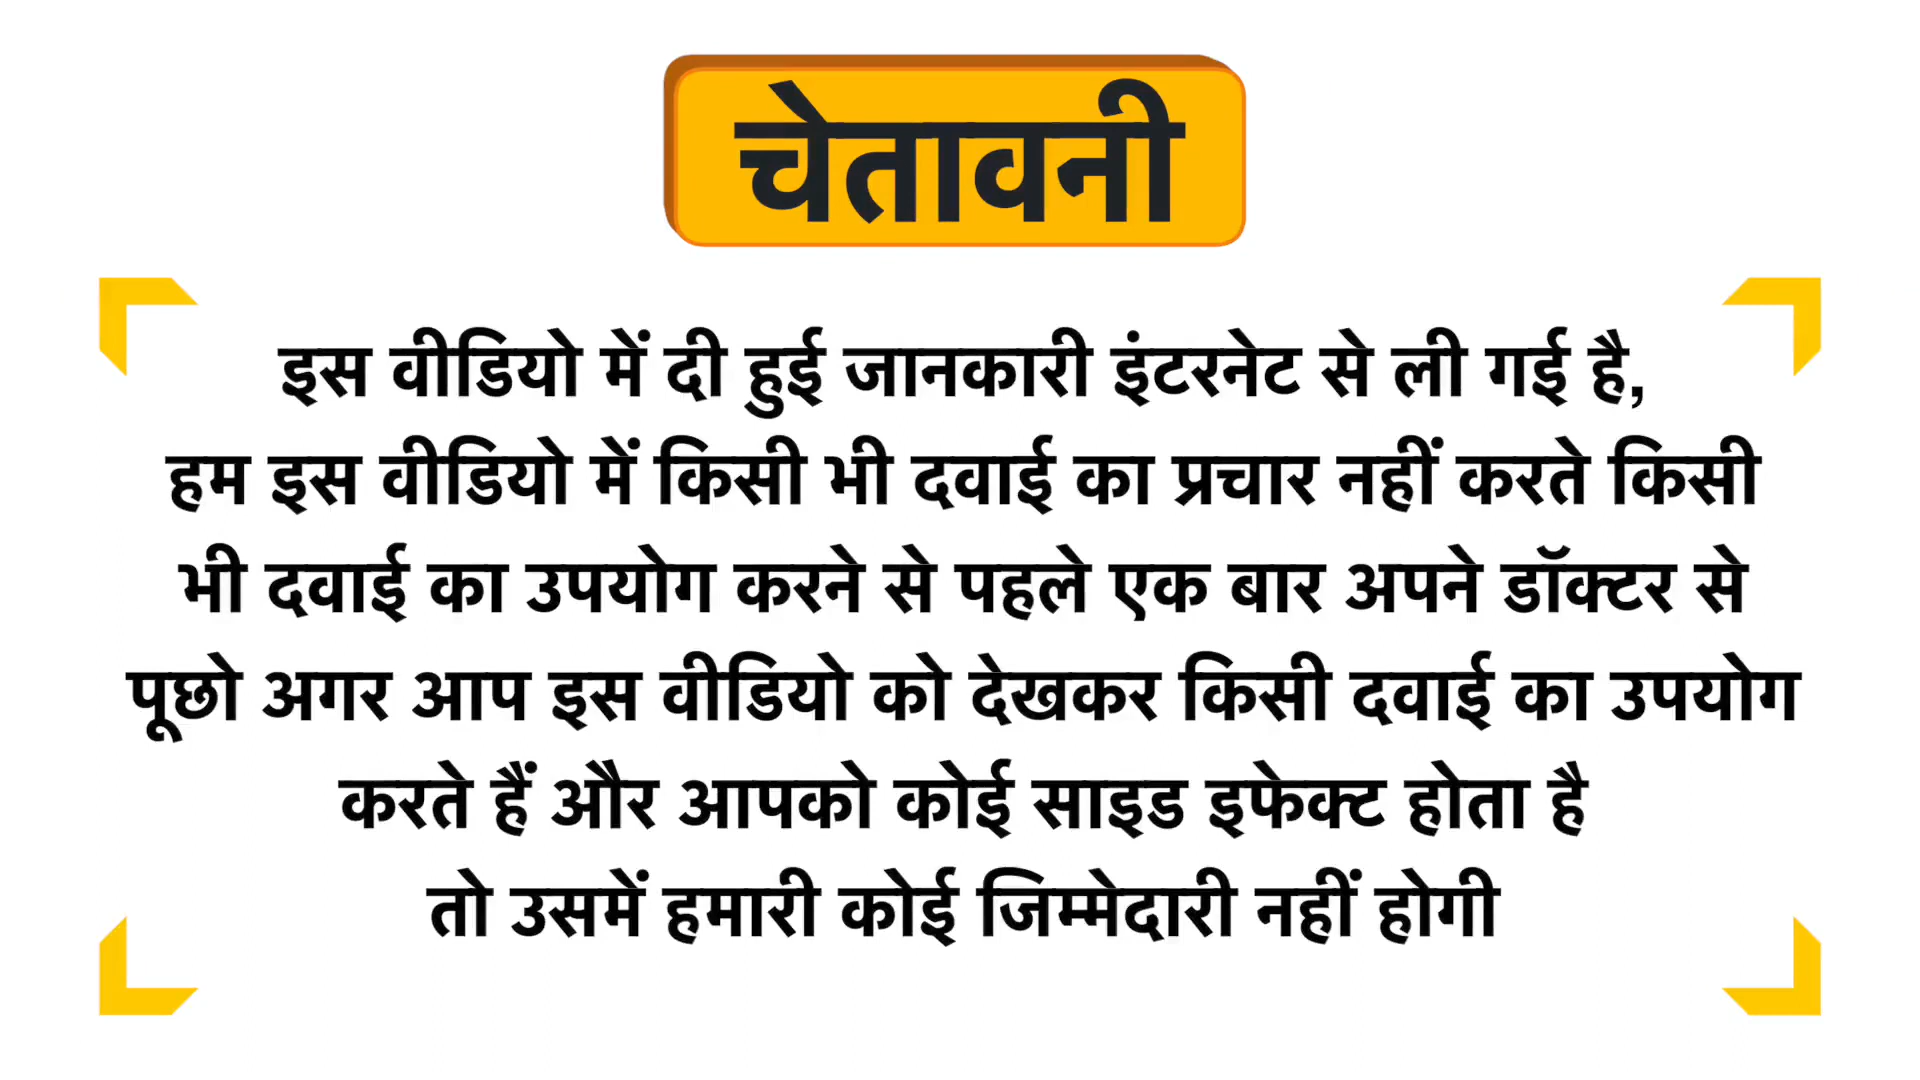 चेतावनी
इस वीडियो में दी हुई जानकारी इंटरनेट से ली गई है,
हम इस वीडियो में किसी भी दवाई का प्रचार नहीं करते किसी
भी दवाई का उपयोग करने से पहले एक बार अपने डॉक्टर से
पूछो अगर आप इस वीडियो को देखकर किसी दवाई का उपयोग
करते हैं और आपको कोई साइड इफेक्ट होता है
तो उसमें हमारी कोई जिम्मेदारी नहीं होगी